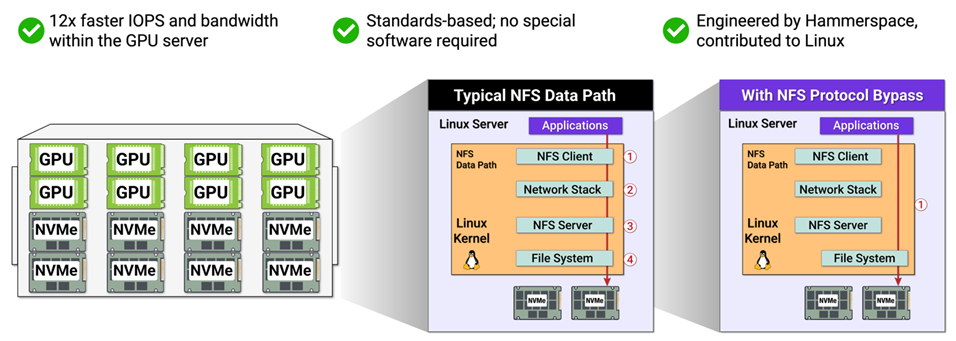 12x faster IOPS and bandwidth
within the GPU server
Standards-based; no special
software required
Engineered by Hammerspace,
contributed to Linux
GPU GPU GPU GPU
GPU GPU GPU GPU
NVMe NVMe NVMe NVMe
NVMe NVMe NVMe NVMe
Typical NFS Data Path
Linux Server
Applications
NFS
Data Path
NFS Client
1
Network Stack
2
NFS Server
3
Linux
Kernel
File System
4
NVMe NVMe
With NFS Protocol Bypass
Linux Server
Applications
NFS
Data Path
NFS Client
Network Stack
1
NFS Server
Linux
Kernel
File System
NVMe NVMe